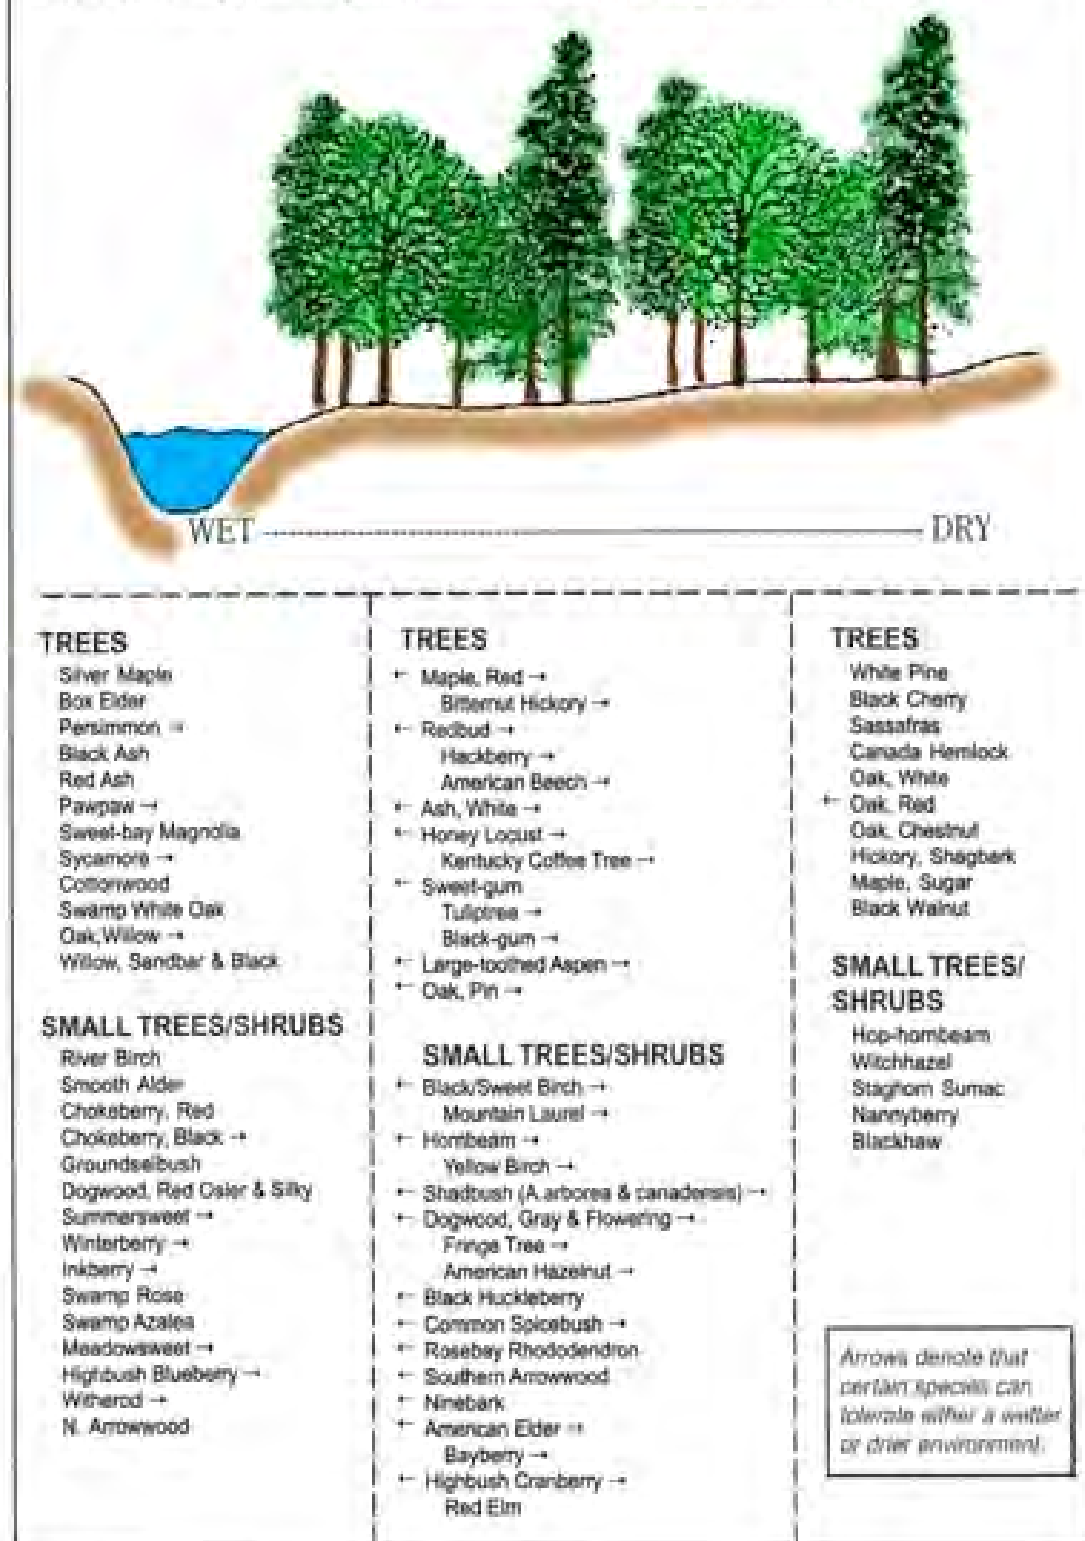 WET
DRY
TREES
Silver Maple
Box Elder
Persimmon →
Black Ash
Red Ash
Pawpaw →
Sweet-bay Magnolia
Sycamore →
Cottonwood
Swamp White Oak
Oak,Willow →
Willow, Sandbar & Black
SMALL TREES/SHRUBS
River Birch
Smooth Alder
Chokeberry, Red
Chokeberry, Black →
Groundselbush
Dogwood, Red Osier & Silky
Summersweet →
Winterberry →
Inkberry →
Swamp Rose
Swamp Azalea
Meadowsweet →
Highbush Blueberry →
Witherod →
N. Arrowwood
TREES
← Maple, Red →
Bitternut Hickory →
← Redbud →
Hackberry →
American Beech →
← Ash, White →
← Honey Locust →
Kentucky Coffee Tree →
← Sweet-gum
Tuliptree →
Black-gum →
← Large-toothed Aspen →
← Oak, Pin →
SMALL TREES/SHRUBS
← Black/Sweet Birch →
Mountain Laurel →
← Hornbeam →
Yellow Birch →
← Shadbush (A.arborea & canadensis) →
← Dogwood, Gray & Flowering →
Fringe Tree →
American Hazelnut →
← Black Huckleberry
← Common Spicebush →
← Rosebay Rhododendron
← Southern Arrowwood
← Ninebark
← American Elder →
Bayberry →
← Highbush Cranberry →
Red Elm
TREES
White Pine
Black Cherry
Sassafras
Canada Hemlock
Oak, White
← Oak, Red
Oak, Chestnut
Hickory, Shagbark
Maple, Sugar
Black Walnut
SMALL TREES/
SHRUBS
Hop-hornbeam
Witchhazel
Staghorn Sumac
Nannyberry
Blackhaw
Arrows denote that
certain species can
tolerate either a wetter
or drier environment.